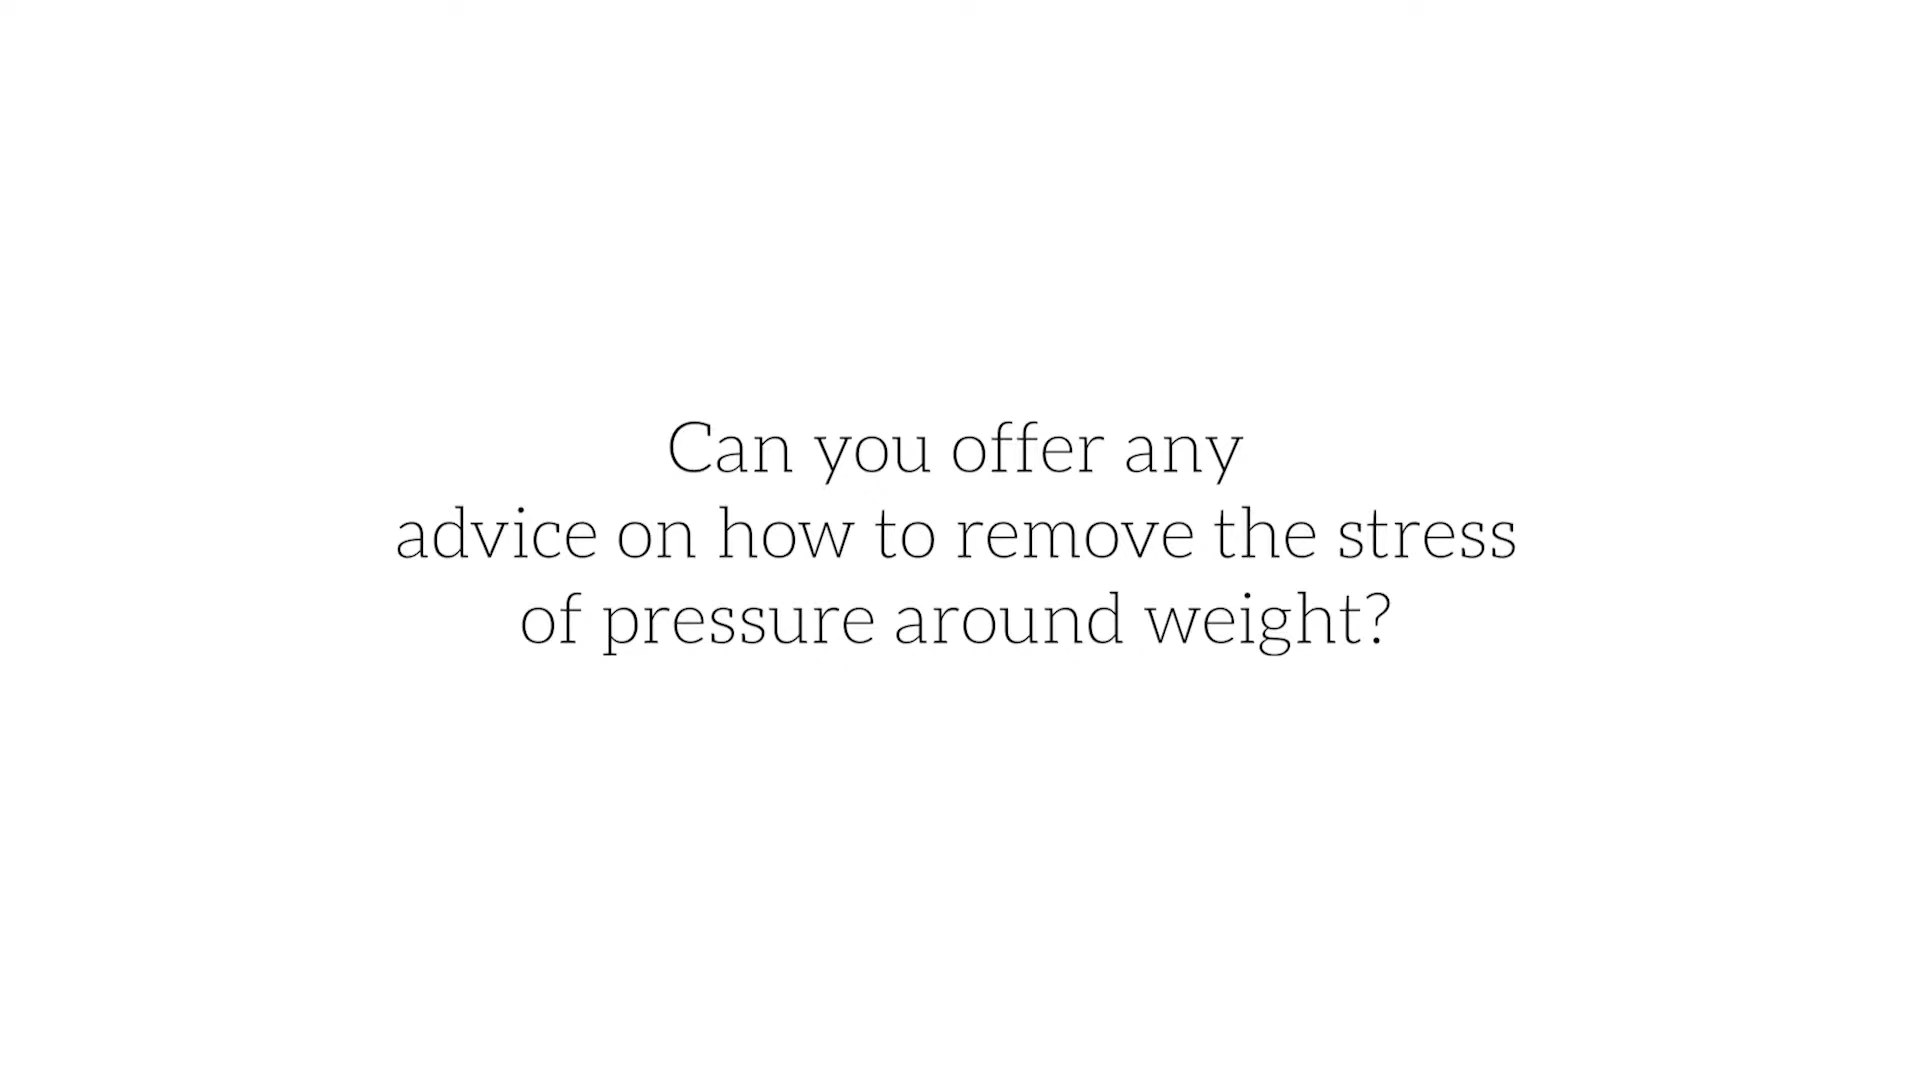 Can you offer any
advice on how to remove the stress
of pressure around weight?